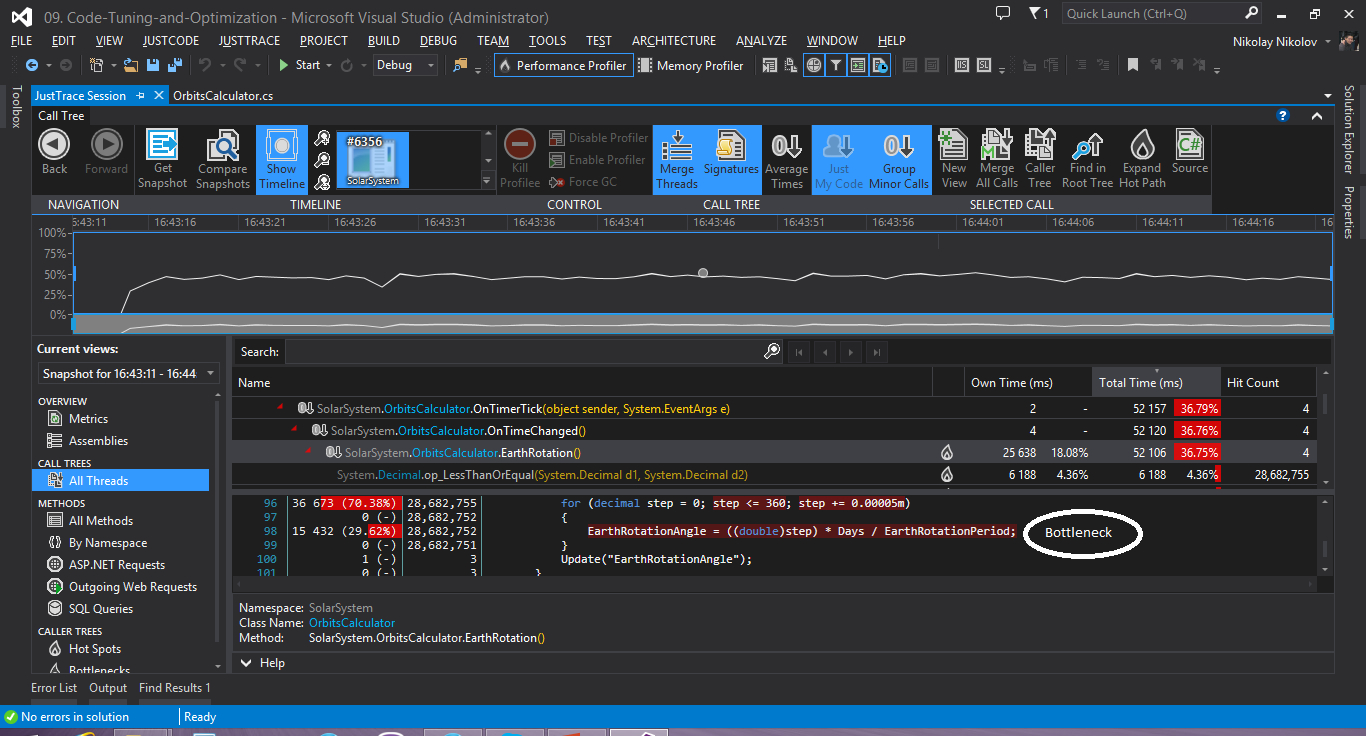 09. Code-Tuning-and-Optimization - Microsoft Visual Studio (Administrator)
1
Quick Launch (Ctrl+Q)
FILE EDIT VIEW JUSTCODE JUSTTRACE PROJECT BUILD DEBUG TEAM TOOLS TEST ARCHITECTURE ANALYZE WINDOW HELP
Nikolay Nikolov
Start Debug Performance Profiler Memory Profiler
JustTrace Session OrbitsCalculator.cs
Toolbox
Solution Explorer
Properties
Call Tree
Back Forward Get Snapshot Compare Snapshots Show Timeline
#6356
SolarSystem
Kill Profilee
Disable Profiler
Enable Profiler
Force GC
Merge Threads Signatures Average Times Just My Code Group Minor Calls New View Merge All Calls Caller Tree Find in Root Tree Expand Hot Path Source
NAVIGATION TIMELINE CONTROL CALL TREE SELECTED CALL
5:43:11 16:43:16 16:43:21 16:43:26 16:43:31 16:43:36 16:43:41 16:43:46 16:43:51 16:43:56 16:44:01 16:44:06 16:44:11 16:44:16 16
100%
75%
50%
25%
0%
Current views:
Snapshot for 16:43:11 - 16:44
OVERVIEW
Metrics
Assemblies
CALL TREES
All Threads
METHODS
All Methods
By Namespace
ASP.NET Requests
Outgoing Web Requests
SQL Queries
CALLER TREES
Hot Spots
Bottlenecks
Search:
Name Own Time (ms) Total Time (ms) Hit Count
SolarSystem.OrbitsCalculator.OnTimerTick(object sender, System.EventArgs e) 2 - 52 157 36.79% 4
SolarSystem.OrbitsCalculator.OnTimeChanged() 4 - 52 120 36.76% 4
SolarSystem.OrbitsCalculator.EarthRotation() 25 638 18.08% 52 106 36.75% 4
System.Decimal.op_LessThanOrEqual(System.Decimal d1, System.Decimal d2) 6 188 4.36% 6 188 4.36% 28,682,755
96 36 673 (70.38%) 28,682,755 for (decimal step = 0; step <= 360; step += 0.00005m)
97 0 (-) 28,682,752 {
98 15 432 (29.62%) 28,682,752 EarthRotationAngle = ((double)step) * Days / EarthRotationPeriod;
99 0 (-) 28,682,751 }
100 1 (-) 3 Update("EarthRotationAngle");
101 0 (-) 3 }
Bottleneck
Namespace: SolarSystem
Class Name: OrbitsCalculator
Method: SolarSystem.OrbitsCalculator.EarthRotation()
Help
Error List Output Find Results 1
No errors in solution Ready